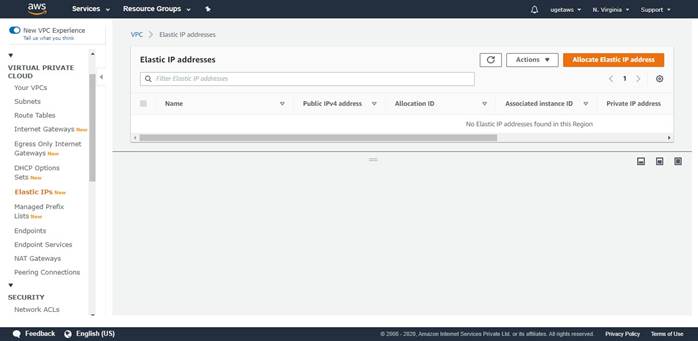 aws
Services
Resource Groups
ugetaws
N. Virginia
Support
New VPC Experience
Tell us what you think
VIRTUAL PRIVATE
CLOUD
Your VPCs
Subnets
Route Tables
Internet Gateways New
Egress Only Internet
Gateways New
DHCP Options
Sets New
Elastic IPs New
Managed Prefix
Lists New
Endpoints
Endpoint Services
NAT Gateways
Peering Connections
SECURITY
Network ACLs
VPC > Elastic IP addresses
Elastic IP addresses
Actions
Allocate Elastic IP address
Filter Elastic IP addresses
1
Name
Public IPv4 address
Allocation ID
Associated instance ID
Private IP address
No Elastic IP addresses found in this Region
Feedback
English (US)
© 2008 - 2020, Amazon Internet Services Private Ltd. or its affiliates. All rights reserved.
Privacy Policy
Terms of Use